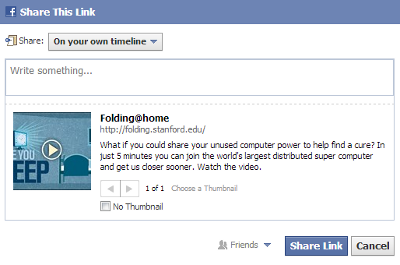 Share This Link
Share: On your own timeline
Write something...
Folding@home
http://folding.stanford.edu/
What if you could share your unused computer power to help find a cure? In
just 5 minutes you can join the world's largest distributed super computer
and get us closer sooner. Watch the video.
1 of 1 Choose a Thumbnail
No Thumbnail
E YOU
EEP
Friends Share Link Cancel